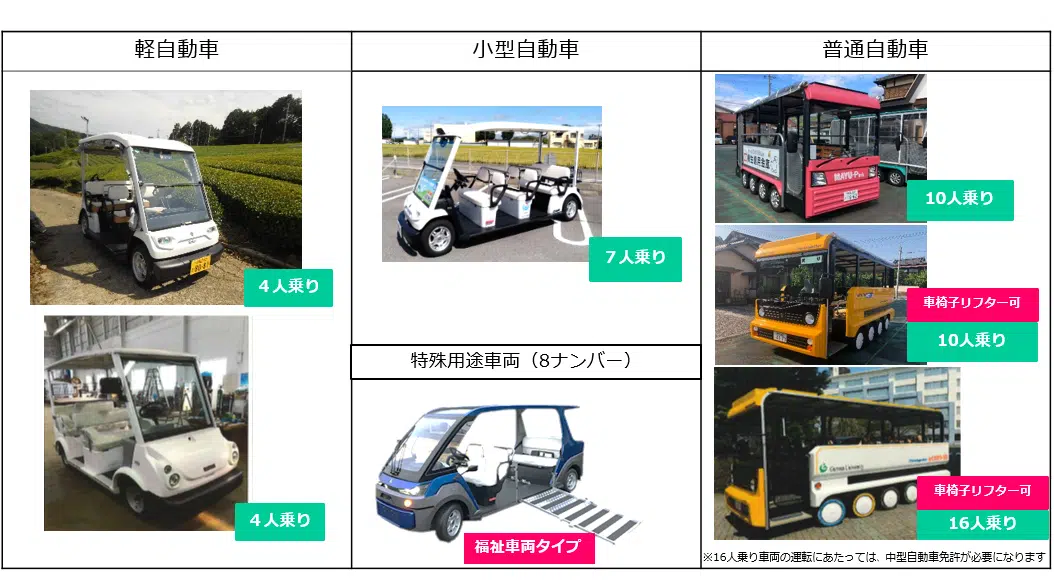 軽自動車
小型自動車
普通自動車
4人乗り
4人乗り
7人乗り
特殊用途車両（8ナンバー）
福祉車両タイプ
MAYU
10人乗り
車椅子リフター可
10人乗り
Gunma University
車椅子リフター可
16人乗り
※16人乗り車両の運転にあたっては、中型自動車免許が必要になります